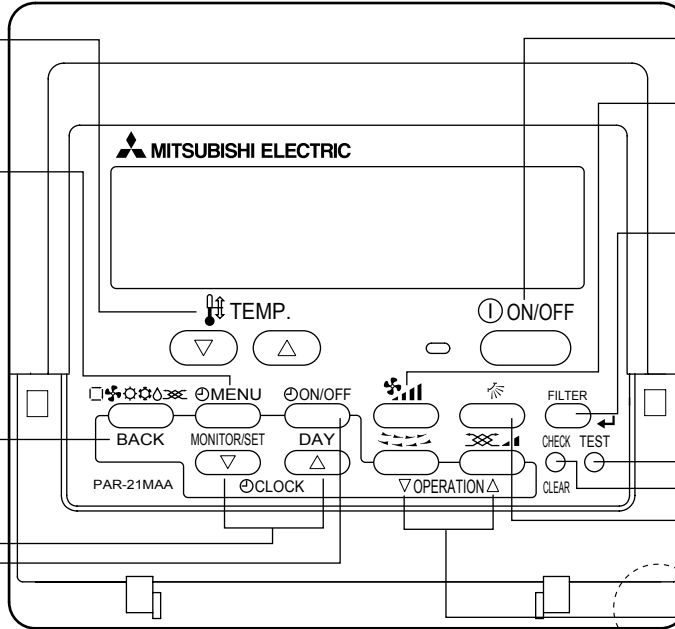 MITSUBISHI ELECTRIC
TEMP.
ON/OFF
MENU ON/OFF
FILTER
BACK MONITOR/SET DAY
CHECK TEST
PAR-21MAA CLOCK OPERATION CLEAR